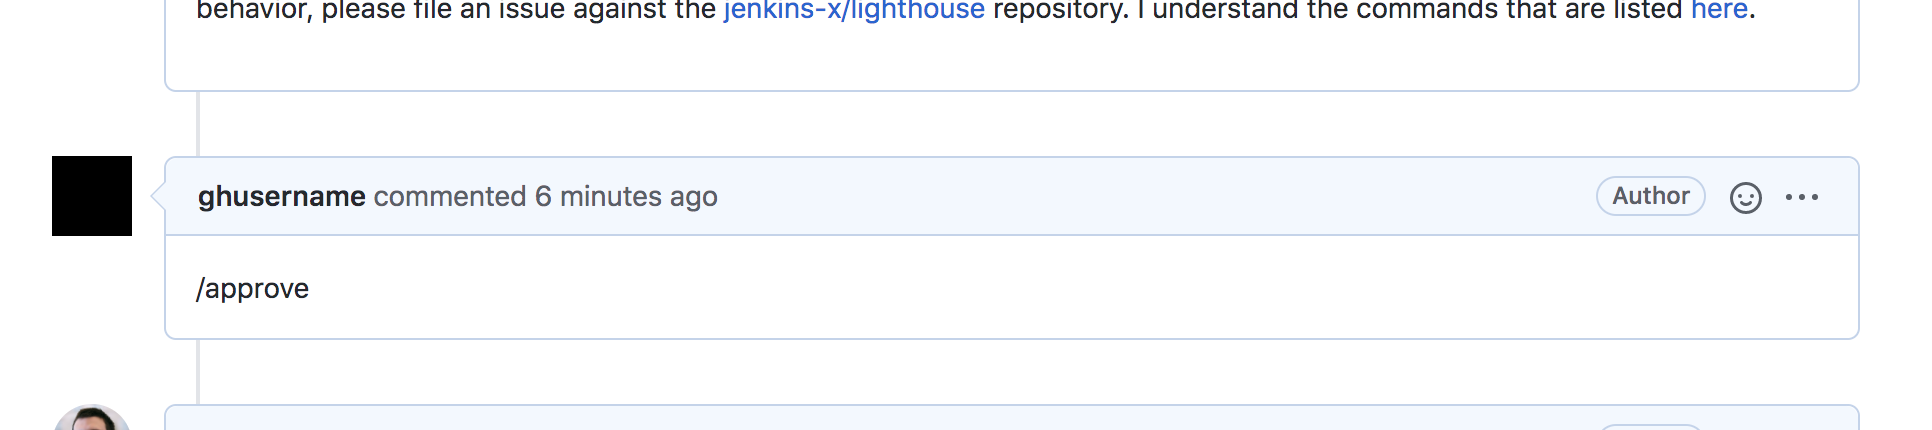 behavior, please file an issue against the jenkins-x/lighthouse repository. I understand the commands that are listed here.
ghusername commented 6 minutes ago
Author
/approve